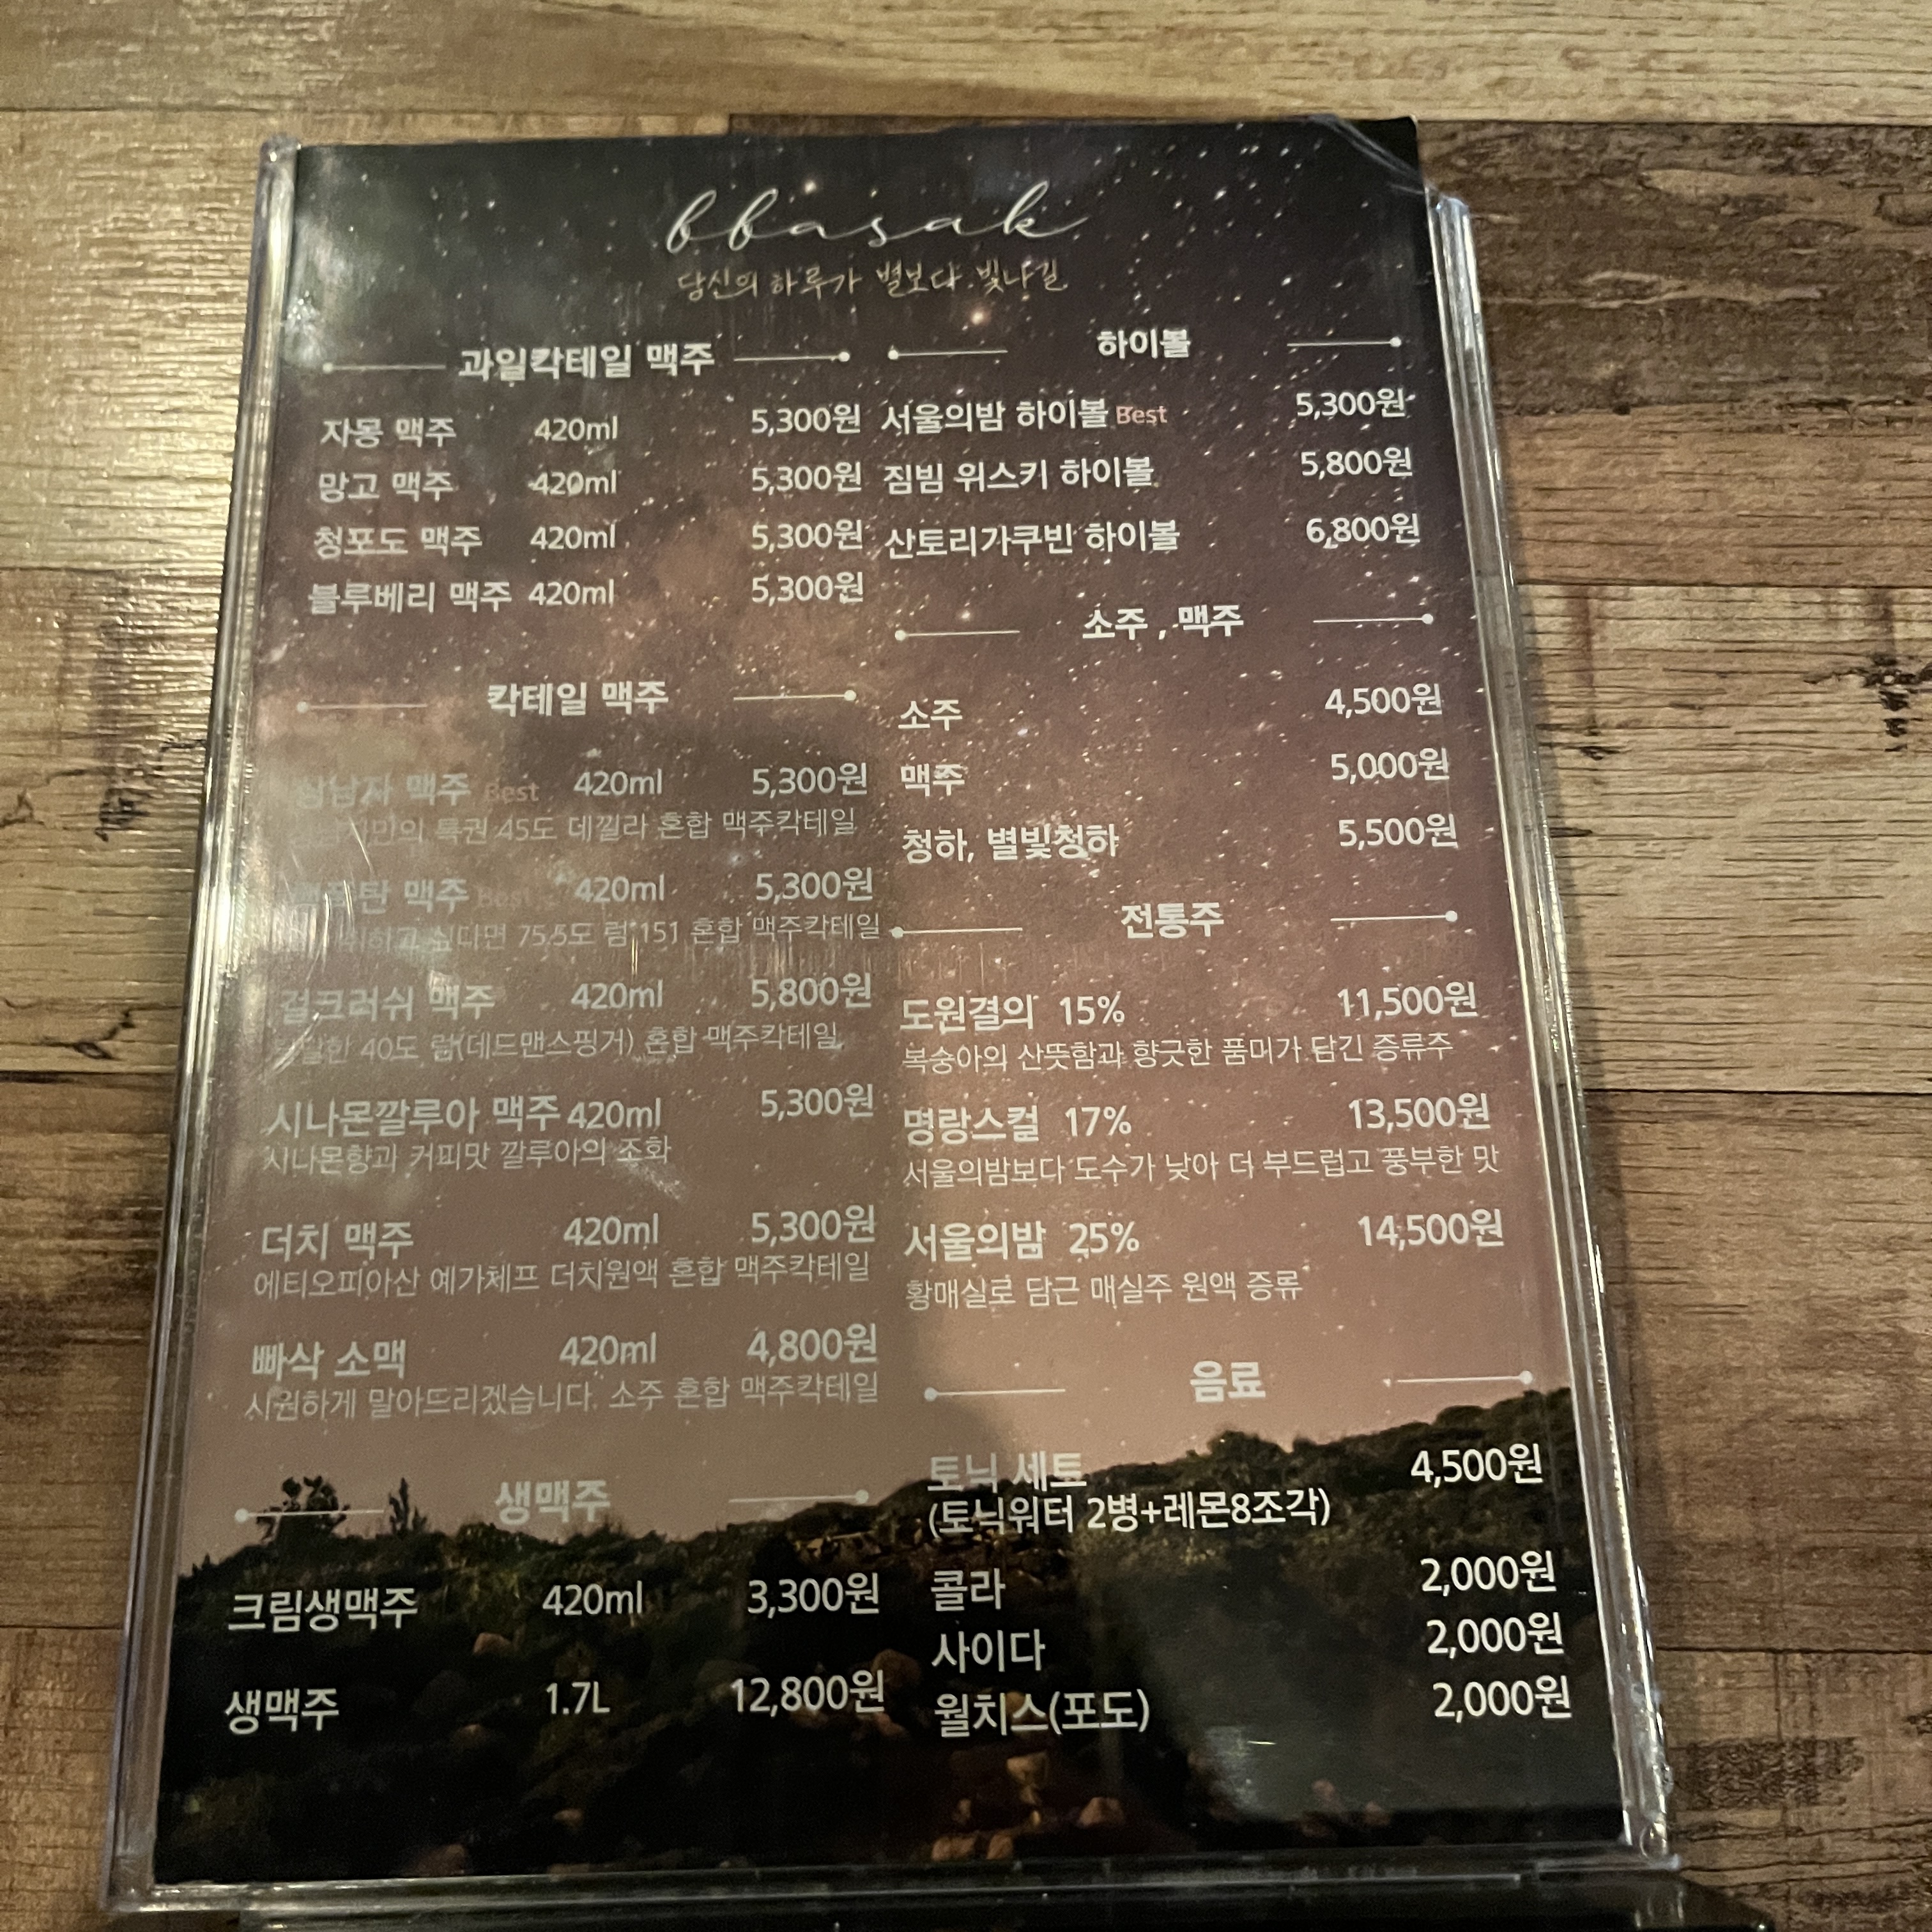 bbasak
당신의 하루가 별보다 빛나길
과일칵테일 맥주
자몽 맥주 420ml 5,300원
망고 맥주 420ml 5,300원
청포도 맥주 420ml 5,300원
블루베리 맥주 420ml 5,300원
칵테일 맥주
상남자 맥주 Best 420ml 5,300원
특권 45도 데낄라 혼합 맥주칵테일
맥주 Best 420ml 5,300원
싶다면 75.5도 럼 151 혼합 맥주칵테일
걸크러쉬 맥주 420ml 5,800원
40도 럼(데드맨스핑거) 혼합 맥주칵테일
시나몬깔루아 맥주 420ml 5,300원
시나몬향과 커피맛 깔루아의 조화
더치 맥주 420ml 5,300원
에티오피아산 예가체프 더치원액 혼합 맥주칵테일
빠삭 소맥 420ml 4,800원
시원하게 말아드리겠습니다. 소주 혼합 맥주칵테일
생맥주
크림생맥주 420ml 3,300원
생맥주 1.7L 12,800원
하이볼
서울의밤 하이볼 Best 5,300원
짐빔 위스키 하이볼 5,800원
산토리가쿠빈 하이볼 6,800원
소주 , 맥주
소주 4,500원
맥주 5,000원
청하, 별빛청하 5,500원
전통주
도원결의 15% 11,500원
복숭아의 산뜻함과 향긋한 풍미가 담긴 증류주
명랑스컬 17% 13,500원
서울의밤보다 도수가 낮아 더 부드럽고 풍부한 맛
서울의밤 25% 14,500원
황매실로 담근 매실주 원액 증류
음료
토닉 세트 4,500원
(토닉워터 2병+레몬8조각)
콜라 2,000원
사이다 2,000원
웰치스(포도) 2,000원